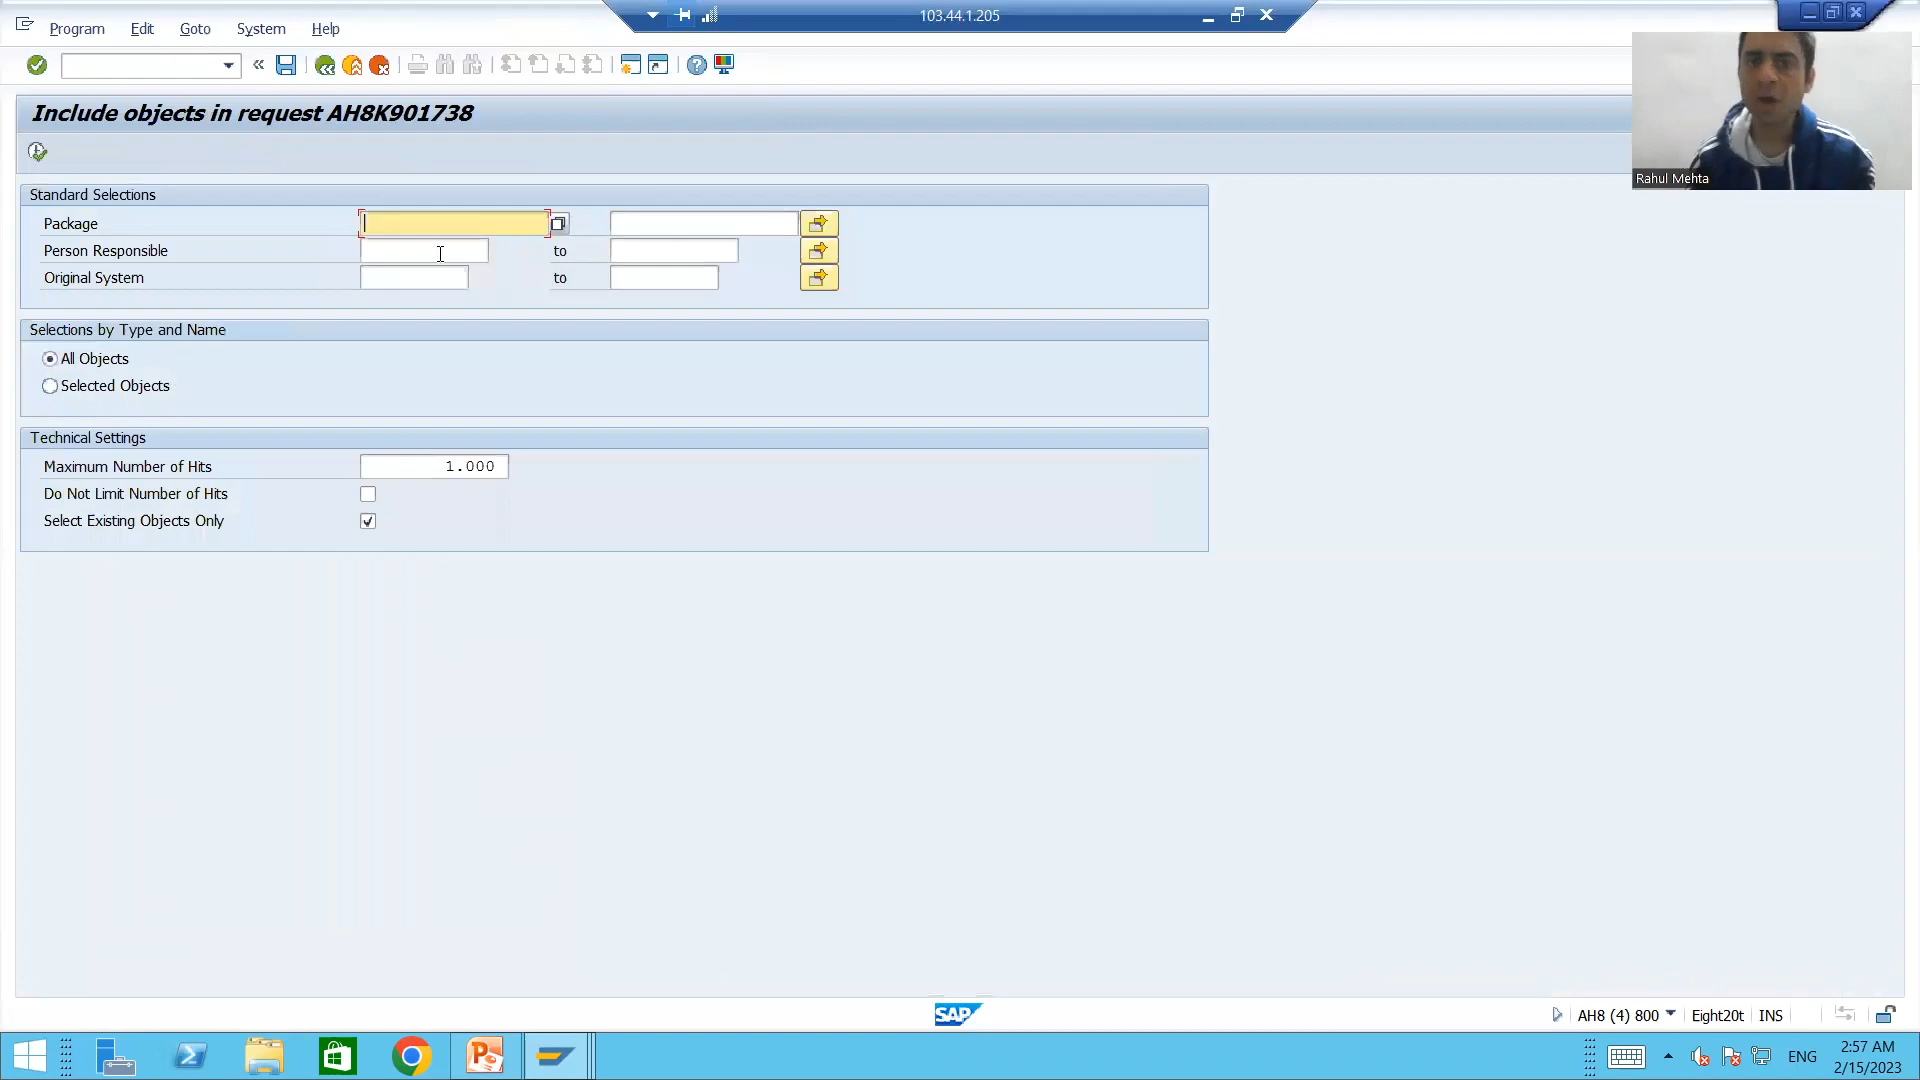 103.44.1.205
Program Edit Goto System Help
Include objects in request AH8K901738
Rahul Mehta
Standard Selections
Package
Person Responsible to
Original System to
Selections by Type and Name
All Objects
Selected Objects
Technical Settings
Maximum Number of Hits 1.000
Do Not Limit Number of Hits
Select Existing Objects Only
SAP
AH8 (4) 800 Eight20t INS
ENG
2:57 AM
2/15/2023